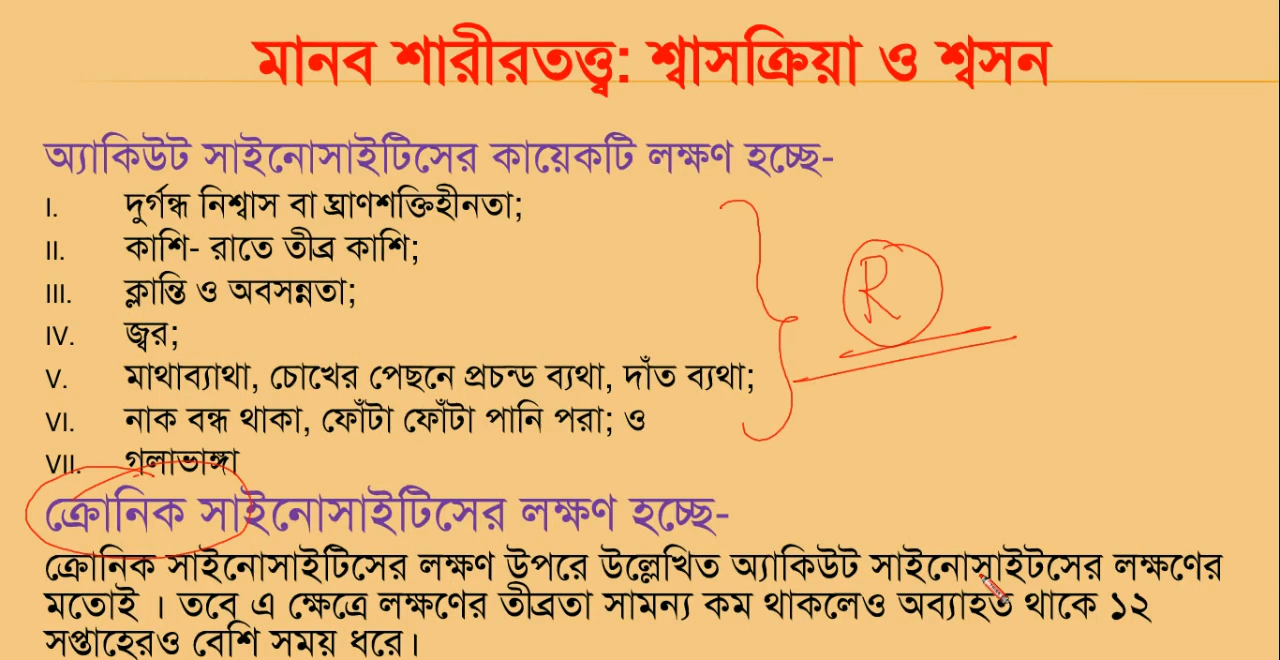 মানব শারীরতত্ত্ব: শ্বাসক্রিয়া ও শ্বসন
অ্যাকিউট সাইনোসাইটিসের কায়েকটি লক্ষণ হচ্ছে-
I. দুর্গন্ধ নিশ্বাস বা ঘ্রাণশক্তিহীনতা;
II. কাশি- রাতে তীব্র কাশি;
III. ক্লান্তি ও অবসন্নতা;
IV. জ্বর;
V. মাথাব্যাথা, চোখের পেছনে প্রচন্ড ব্যথা, দাঁত ব্যথা;
VI. নাক বন্ধ থাকা, ফোঁটা ফোঁটা পানি পরা; ও
VII. গলাভাঙ্গা
R
ক্রোনিক সাইনোসাইটিসের লক্ষণ হচ্ছে-
ক্রোনিক সাইনোসাইটিসের লক্ষণ উপরে উল্লেখিত অ্যাকিউট সাইনোসাইটসের লক্ষণের
মতোই । তবে এ ক্ষেত্রে লক্ষণের তীব্রতা সামন্য কম থাকলেও অব্যাহত থাকে ১২
সপ্তাহেরও বেশি সময় ধরে।